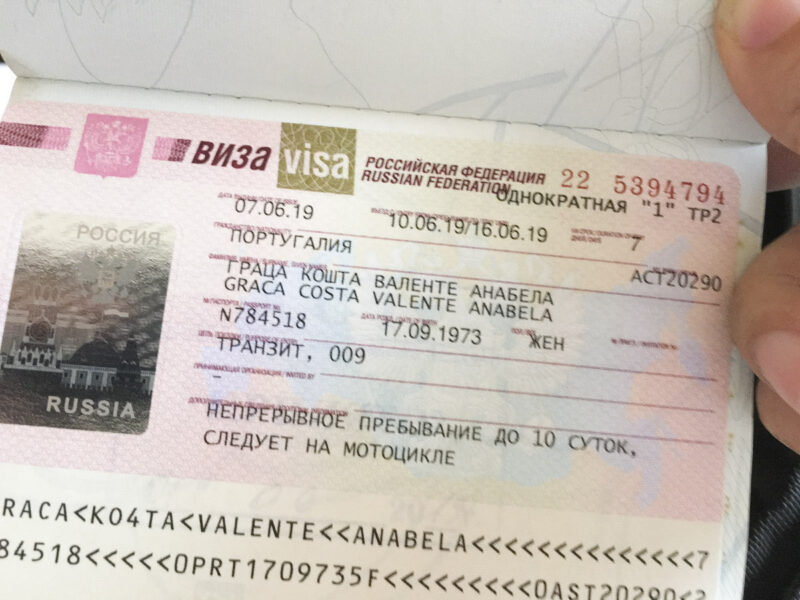 ВИЗА visa РОССИЙСКАЯ ФЕДЕРАЦИЯ
RUSSIAN FEDERATION
22 5394794
ОДНОКРАТНАЯ "1" ТР2
07.06.19 10.06.19/16.06.19 7
РОССИЯ
ПОРТУГАЛИЯ
АСТ20290
ГРАЦА КОШТА ВАЛЕНТЕ АНАБЕЛА
GRACA COSTA VALENTE ANABELA
N784518 17.09.1973 ЖЕН
ТРАНЗИТ, 009
–
RUSSIA
НЕПРЕРЫВНОЕ ПРЕБЫВАНИЕ ДО 10 СУТОК,
СЛЕДУЕТ НА МОТОЦИКЛЕ
RACA<KO4TA<VALENTE<<ANABELA<<<<<<<<<<<<<<<7
84518<<<<<0PRT1709735F<<<<<<<<<0AST20290<2